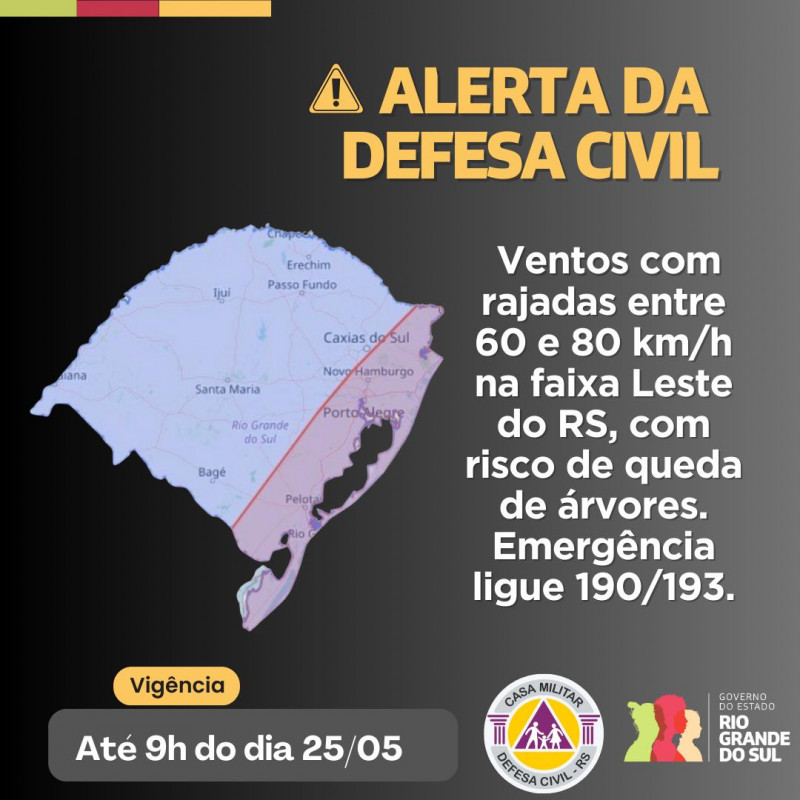 ALERTA DA
DEFESA CIVIL
Ventos com
rajadas entre
60 e 80 km/h
na faixa Leste
do RS, com
risco de queda
de árvores.
Emergência
ligue 190/193.
Erechim
Passo Fundo
Ijuí
Caxias do Sul
Novo Hamburgo
Santa Maria
Porto Alegre
Rio Grande
do Sul
Bagé
Vigência
Até 9h do dia 25/05
CASA MILITAR
DEFESA CIVIL - RS
GOVERNO
DO ESTADO
RIO
GRANDE
DO SUL